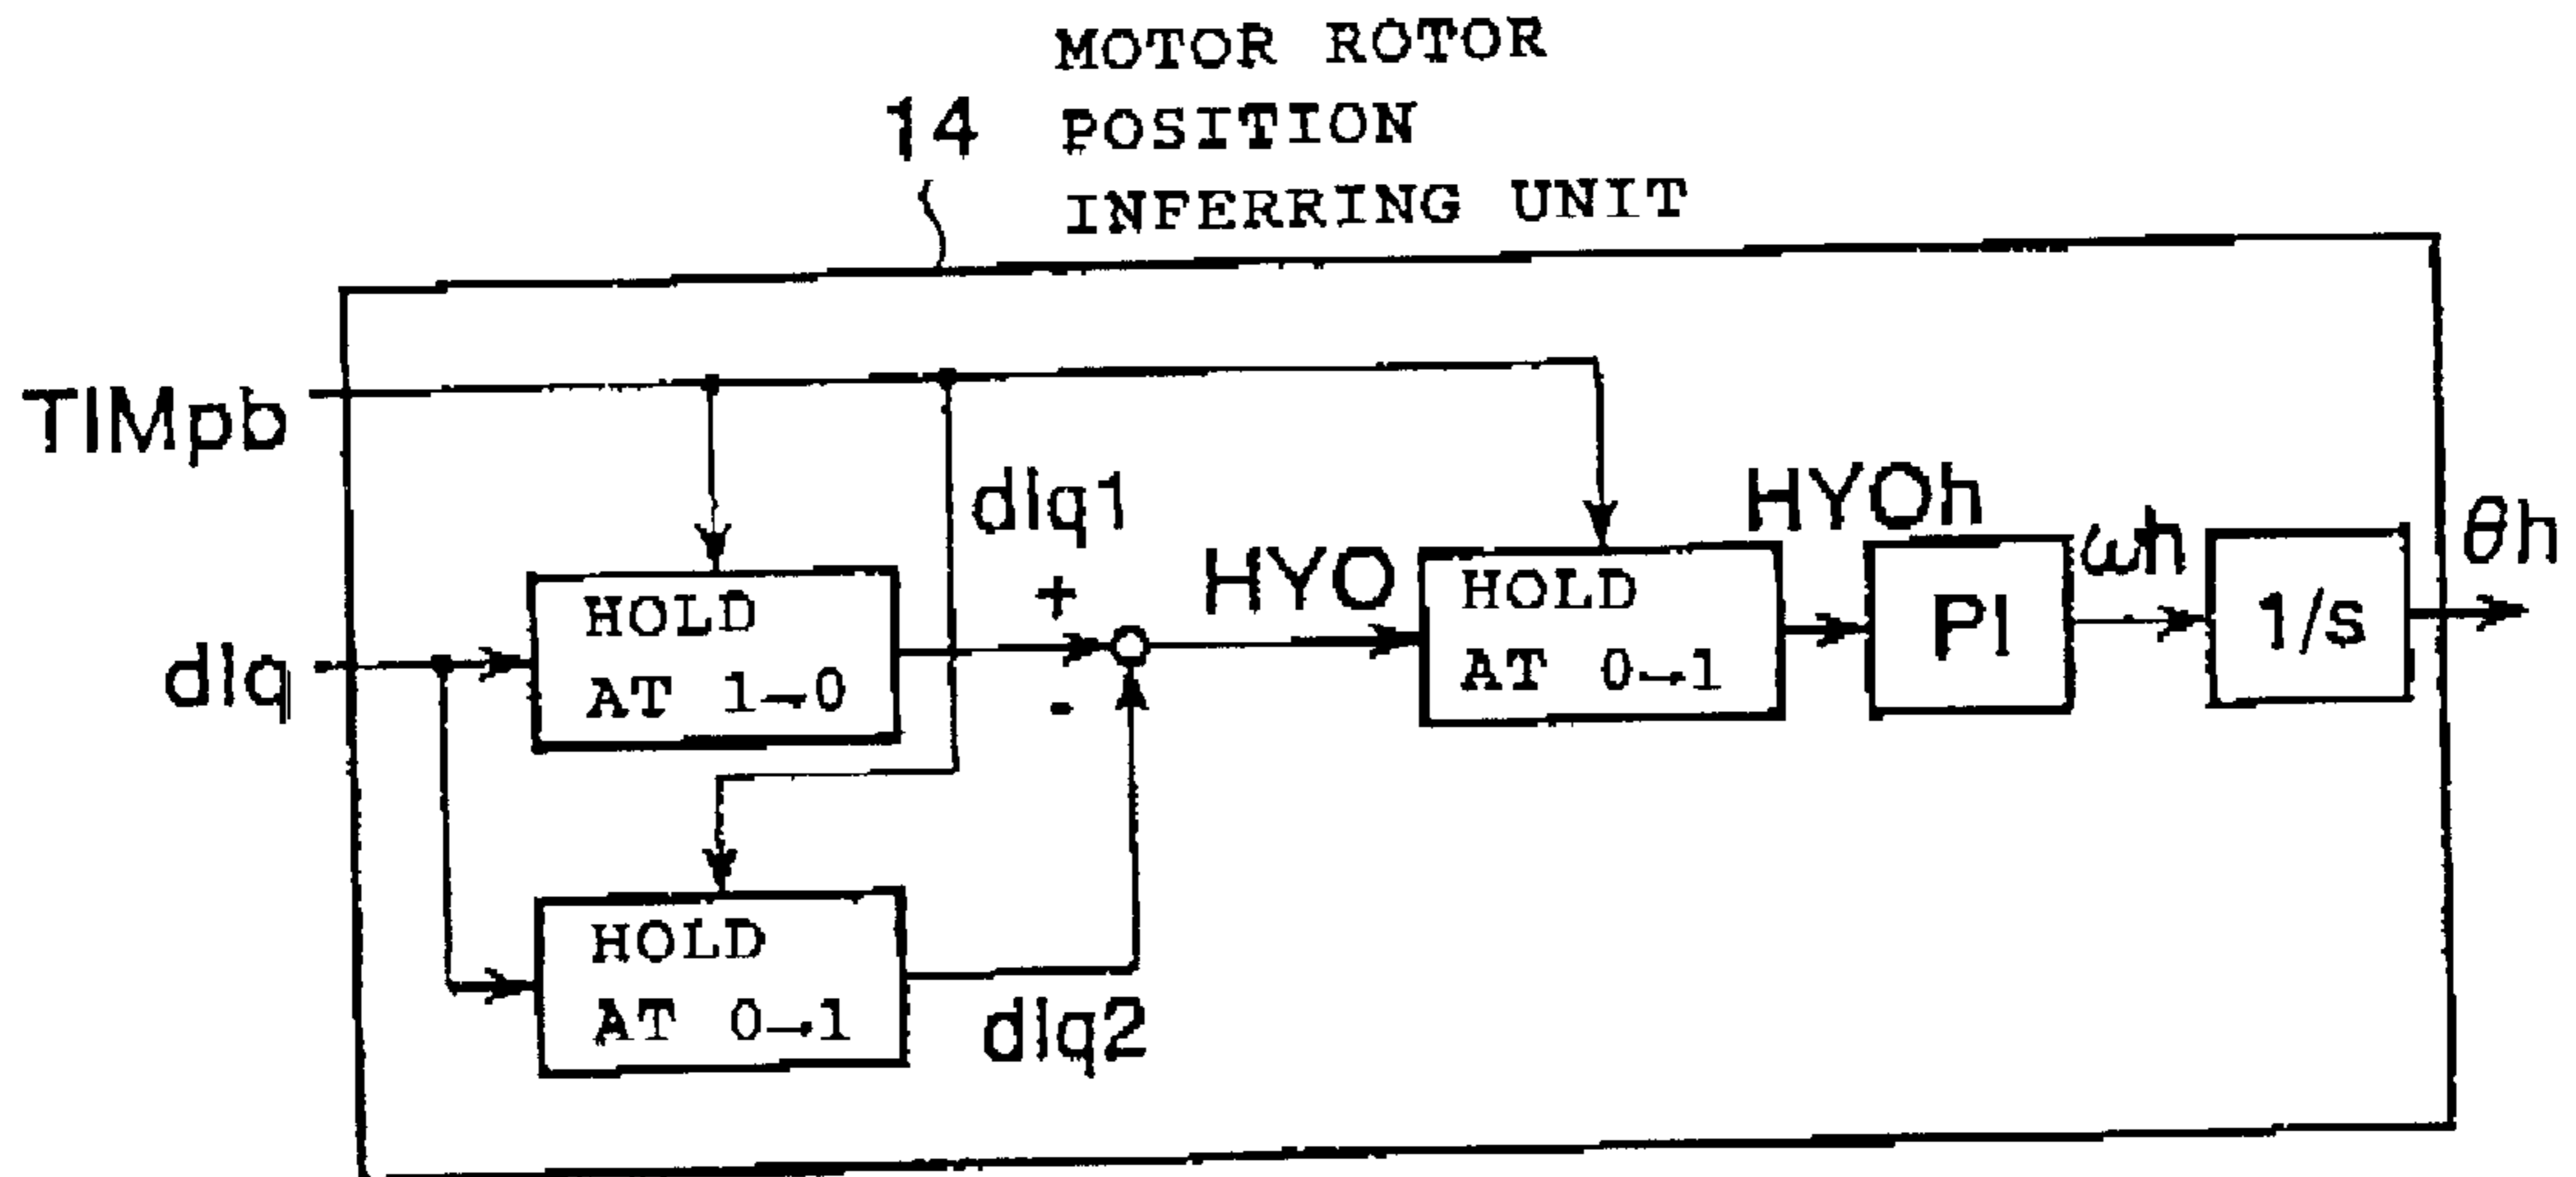 MOTOR ROTOR
14 POSITION
INFERRING UNIT
TIMpb
dIq1
HYOh
HYO
ωh
θh
+
HOLD
AT 1→0
HOLD
AT 0→1
PI
1/s
dIq
-
HOLD
AT 0→1
dIq2